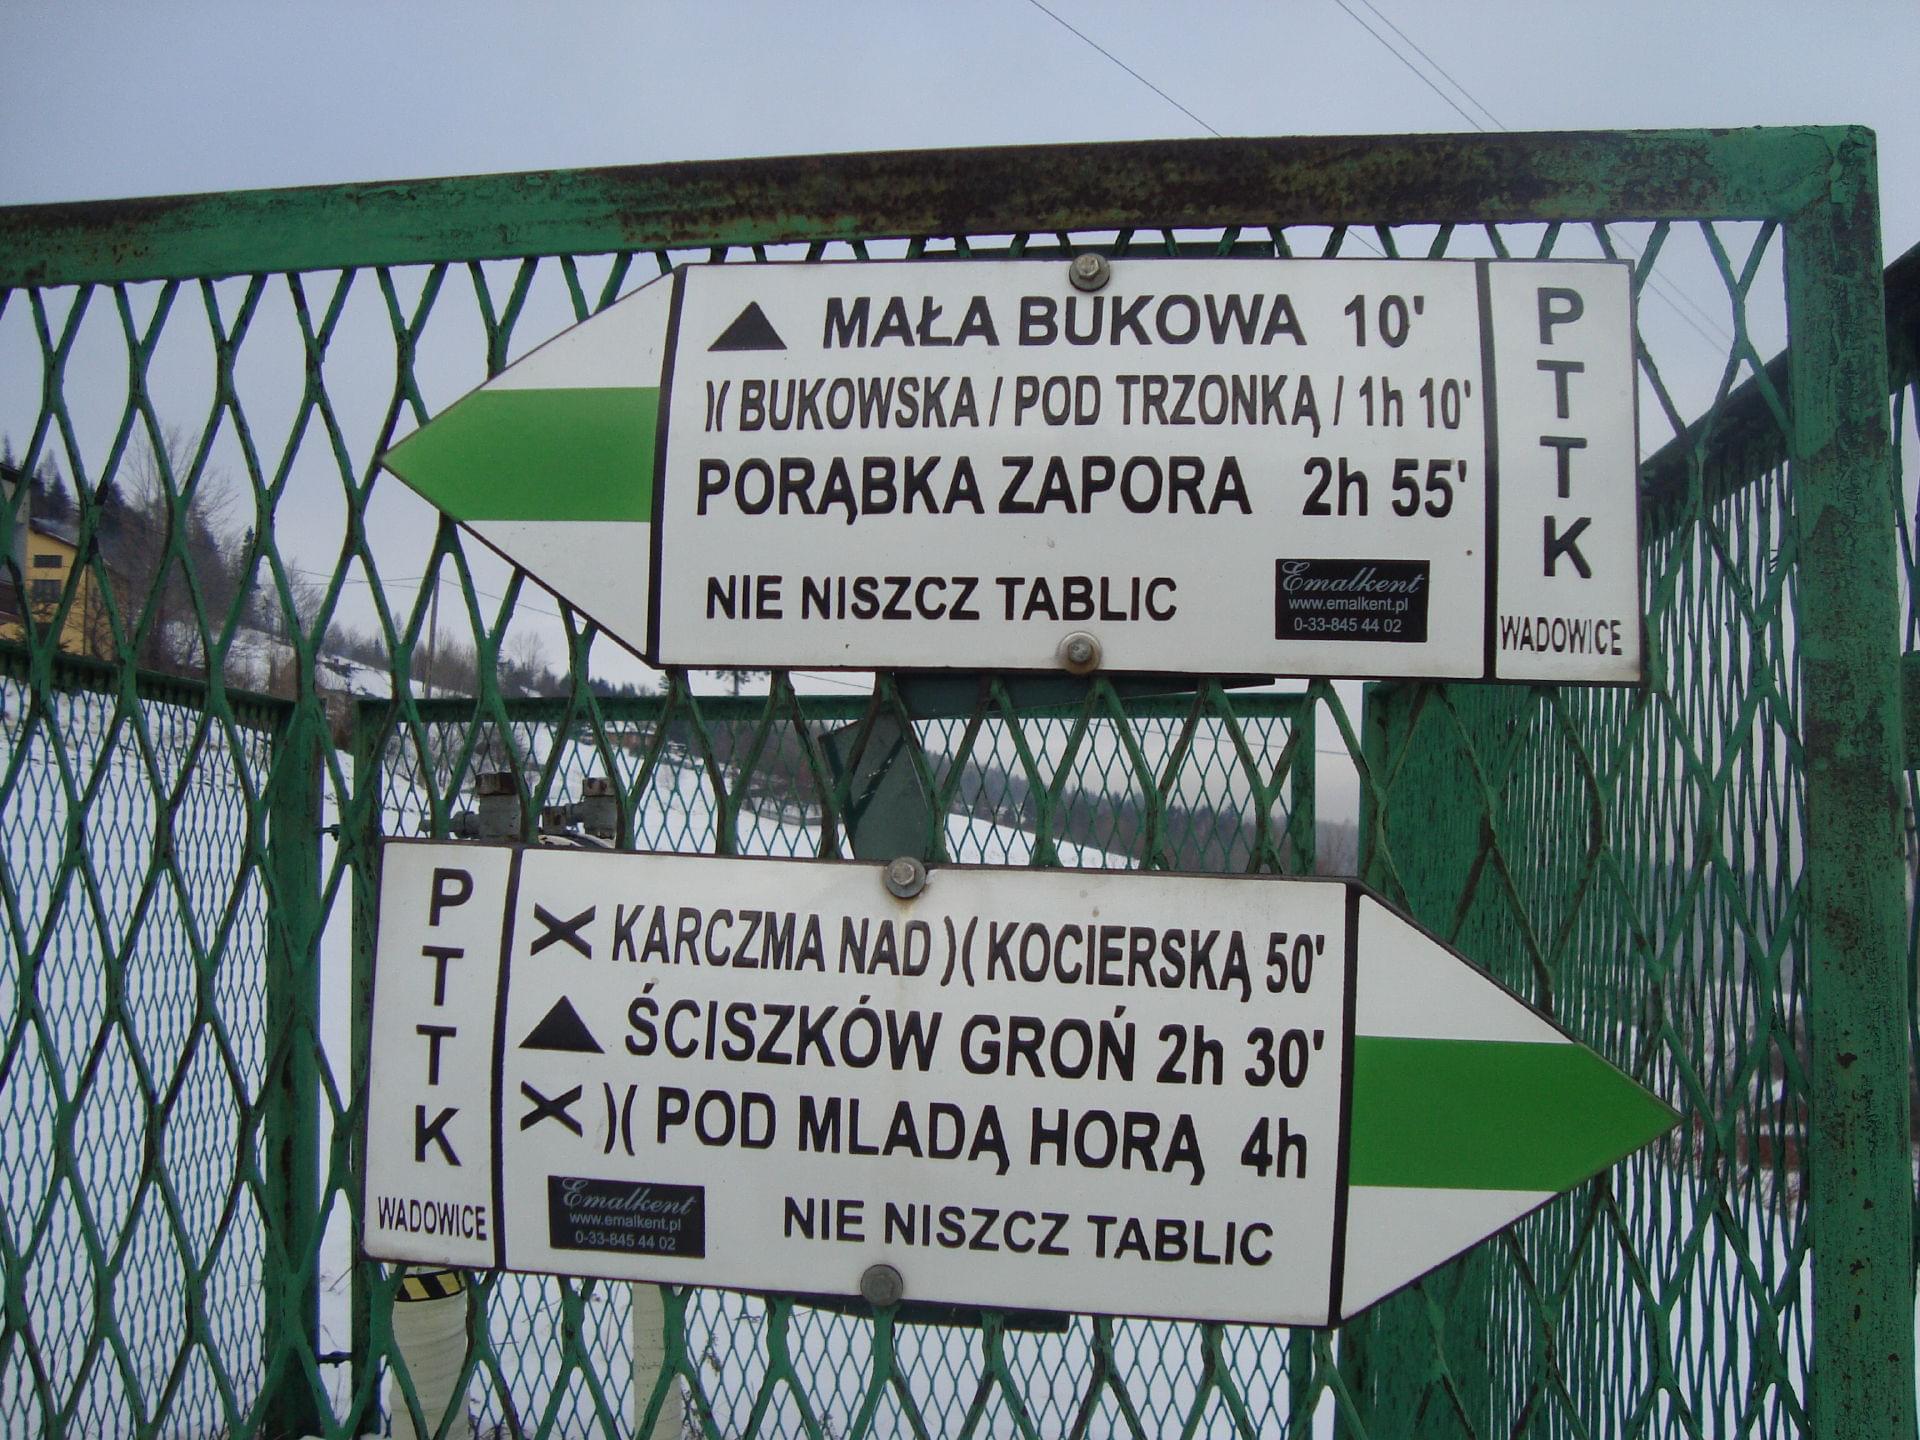 MAŁA BUKOWA 10'
)( BUKOWSKA / POD TRZONKĄ / 1h 10'
PORĄBKA ZAPORA 2h 55'
NIE NISZCZ TABLIC
Emalkent
www.emalkent.pl
0-33-845 44 02
PTTK
WADOWICE
PTTK
WADOWICE
KARCZMA NAD )( KOCIERSKĄ 50'
ŚCISZKÓW GROŃ 2h 30'
)( POD MLADĄ HORĄ 4h
Emalkent
www.emalkent.pl
0-33-845 44 02
NIE NISZCZ TABLIC